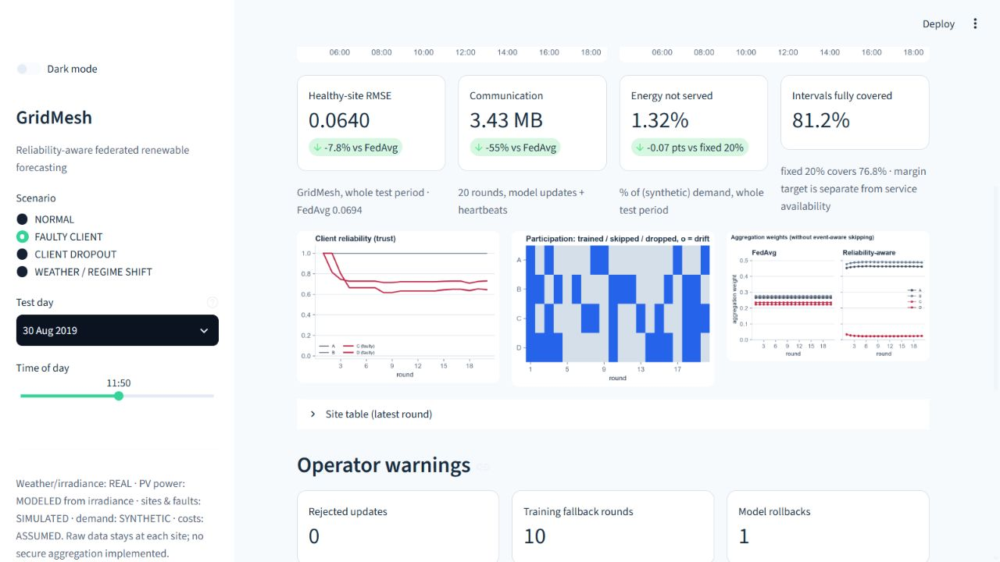 Deploy
Dark mode
GridMesh
Reliability-aware federated renewable
forecasting
Scenario
NORMAL
FAULTY CLIENT
CLIENT DROPOUT
WEATHER / REGIME SHIFT
Test day
30 Aug 2019
Time of day
11:50
Weather/irradiance: REAL · PV power:
MODELED from irradiance · sites & faults:
SIMULATED · demand: SYNTHETIC · costs:
ASSUMED. Raw data stays at each site; no
secure aggregation implemented.
06:00 08:00 10:00 12:00 14:00 16:00 18:00
06:00 08:00 10:00 12:00 14:00 16:00 18:00
Healthy-site RMSE
0.0640
↓ -7.8% vs FedAvg
GridMesh, whole test period ·
FedAvg 0.0694
Communication
3.43 MB
↓ -55% vs FedAvg
20 rounds, model updates +
heartbeats
Energy not served
1.32%
↓ -0.07 pts vs fixed 20%
% of (synthetic) demand, whole
test period
Intervals fully covered
81.2%
fixed 20% covers 76.8% · margin
target is separate from service
availability
Client reliability (trust)
1.0
0.8
0.6
0.4
0.2
0.0
A C (faulty)
B D (faulty)
3 6 9 12 15 18
round
Participation: trained / skipped / dropped, o = drift
A
B
C
D
1 5 9 13 17
round
Aggregation weights (without event-aware skipping)
FedAvg
Reliability-aware
aggregation weight
0.5
0.4
0.3
0.2
0.1
0.0
A
B
C
D
3 6 9 12 15 18
3 6 9 12 15 18
round
round
Site table (latest round)
Operator warnings
Rejected updates
0
Training fallback rounds
10
Model rollbacks
1